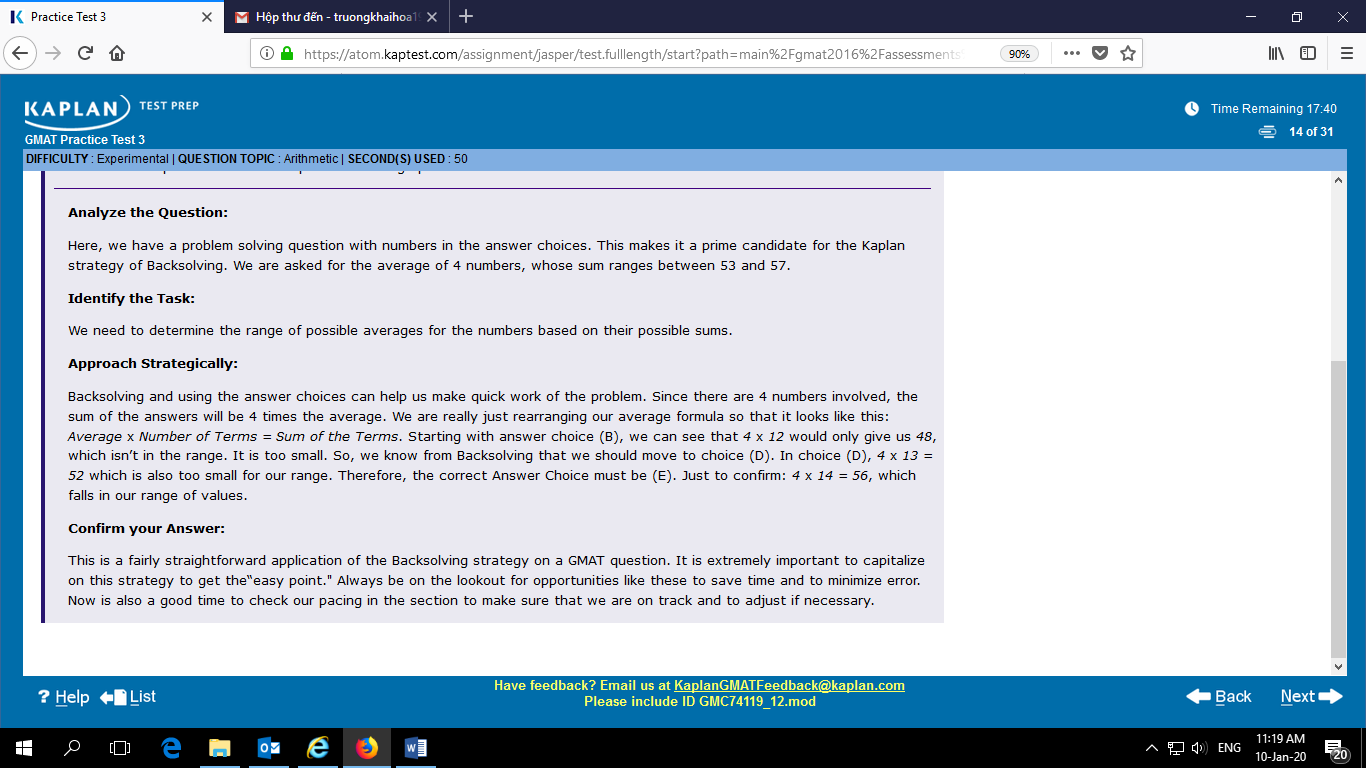 Practice Test 3
Hộp thư đến - truongkhaihoa1
https://atom.kaptest.com/assignment/jasper/test.fulllength/start?path=main%2Fgmat2016%2Fassessments
90%
KAPLAN TEST PREP
GMAT Practice Test 3
Time Remaining 17:40
14 of 31
DIFFICULTY : Experimental | QUESTION TOPIC : Arithmetic | SECOND(S) USED : 50
Analyze the Question:
Here, we have a problem solving question with numbers in the answer choices. This makes it a prime candidate for the Kaplan
strategy of Backsolving. We are asked for the average of 4 numbers, whose sum ranges between 53 and 57.
Identify the Task:
We need to determine the range of possible averages for the numbers based on their possible sums.
Approach Strategically:
Backsolving and using the answer choices can help us make quick work of the problem. Since there are 4 numbers involved, the
sum of the answers will be 4 times the average. We are really just rearranging our average formula so that it looks like this:
Average x Number of Terms = Sum of the Terms. Starting with answer choice (B), we can see that 4 x 12 would only give us 48,
which isn't in the range. It is too small. So, we know from Backsolving that we should move to choice (D). In choice (D), 4 x 13 =
52 which is also too small for our range. Therefore, the correct Answer Choice must be (E). Just to confirm: 4 x 14 = 56, which
falls in our range of values.
Confirm your Answer:
This is a fairly straightforward application of the Backsolving strategy on a GMAT question. It is extremely important to capitalize
on this strategy to get the“easy point." Always be on the lookout for opportunities like these to save time and to minimize error.
Now is also a good time to check our pacing in the section to make sure that we are on track and to adjust if necessary.
? Help List
Have feedback? Email us at KaplanGMATFeedback@kaplan.com
Please include ID GMC74119_12.mod
Back Next
ENG
11:19 AM
10-Jan-20
20